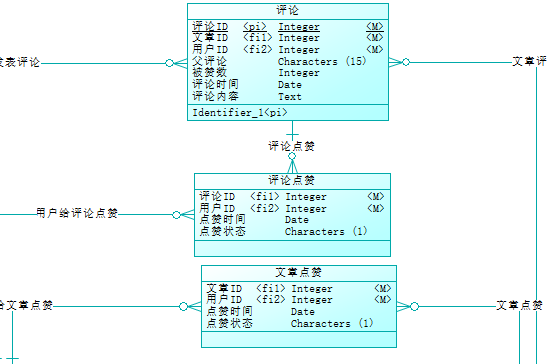 评论
评论ID <pi> Integer <M>
文章ID <fi1> Integer <M>
用户ID <fi2> Integer <M>
父评论 Characters (15)
被赞数 Integer
评论时间 Date
评论内容 Text
Identifier_1<pi>
发表评论
文章评
评论点赞
评论点赞
评论ID <fi1> Integer <M>
用户ID <fi2> Integer <M>
点赞时间 Date
点赞状态 Characters (1)
用户给评论点赞
文章点赞
文章ID <fi1> Integer <M>
用户ID <fi2> Integer <M>
点赞时间 Date
点赞状态 Characters (1)
给文章点赞
文章点赞